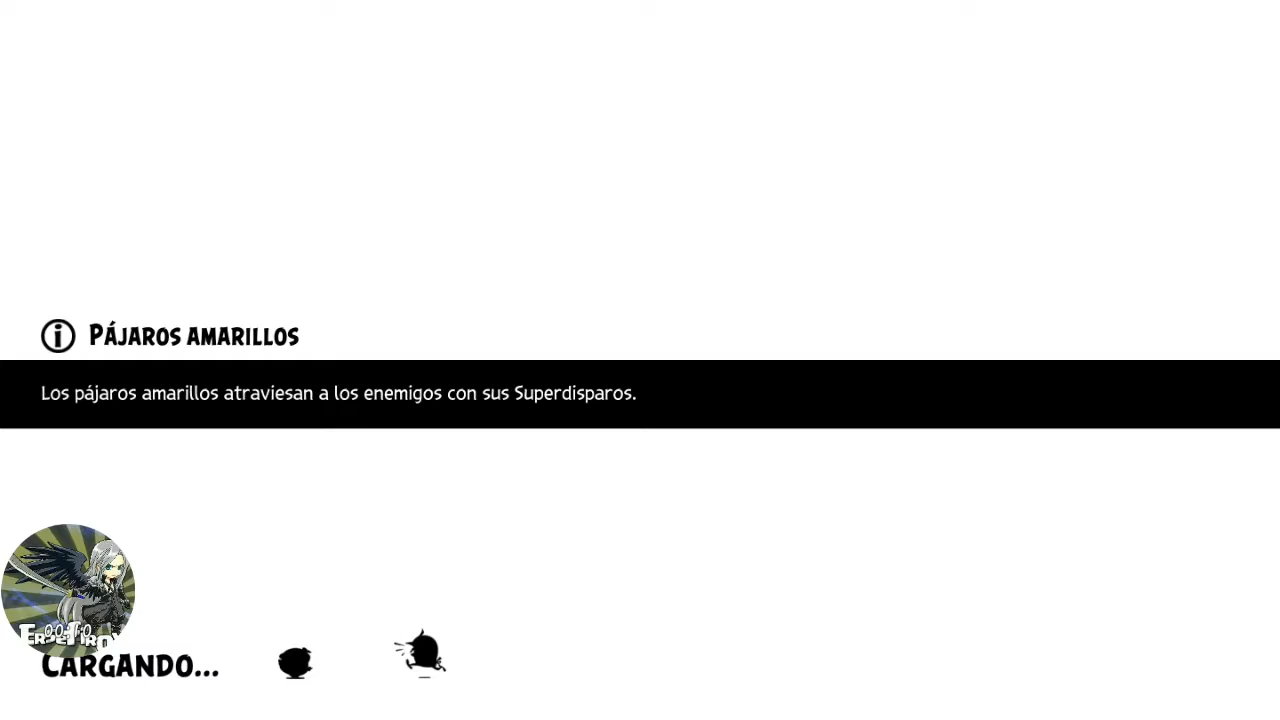 PÁJAROS AMARILLOS
Los pájaros amarillos atraviesan a los enemigos con sus Superdisparos.
CARGANDO...